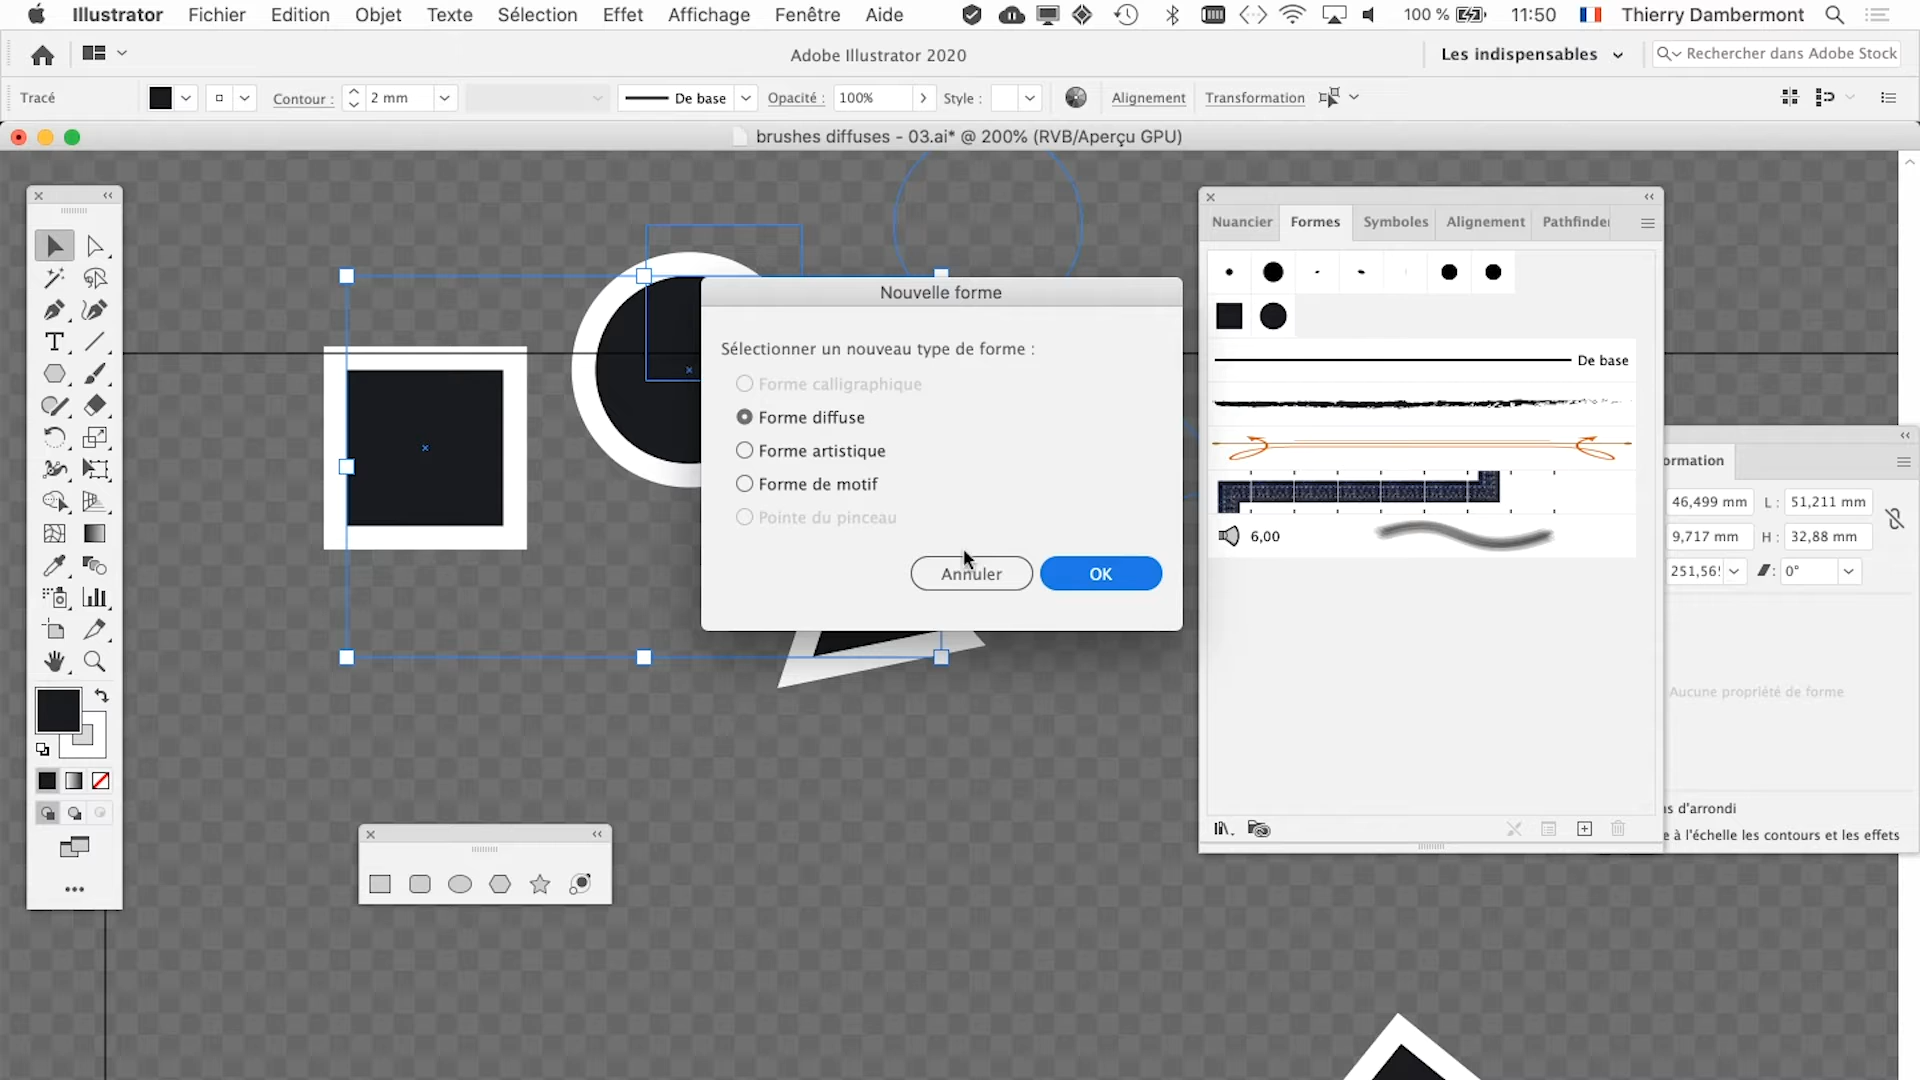 Illustrator Fichier Edition Objet Texte Sélection Effet Affichage Fenêtre Aide 100 % 11:50 Thierry Dambermont
Adobe Illustrator 2020 Les indispensables Rechercher dans Adobe Stock
Tracé Contour : 2 mm De base Opacité : 100% Style : Alignement Transformation
brushes diffuses - 03.ai* @ 200% (RVB/Aperçu GPU)
Nuancier Formes Symboles Alignement Pathfinder
Nouvelle forme
Sélectionner un nouveau type de forme :
Forme calligraphique
Forme diffuse
Forme artistique
Forme de motif
Pointe du pinceau
Annuler OK
De base
6,00
ormation
46,499 mm L : 51,211 mm
9,717 mm H : 32,88 mm
251,565 : 0°
Aucune propriété de forme
ns d'arrondi
e à l'échelle les contours et les effets